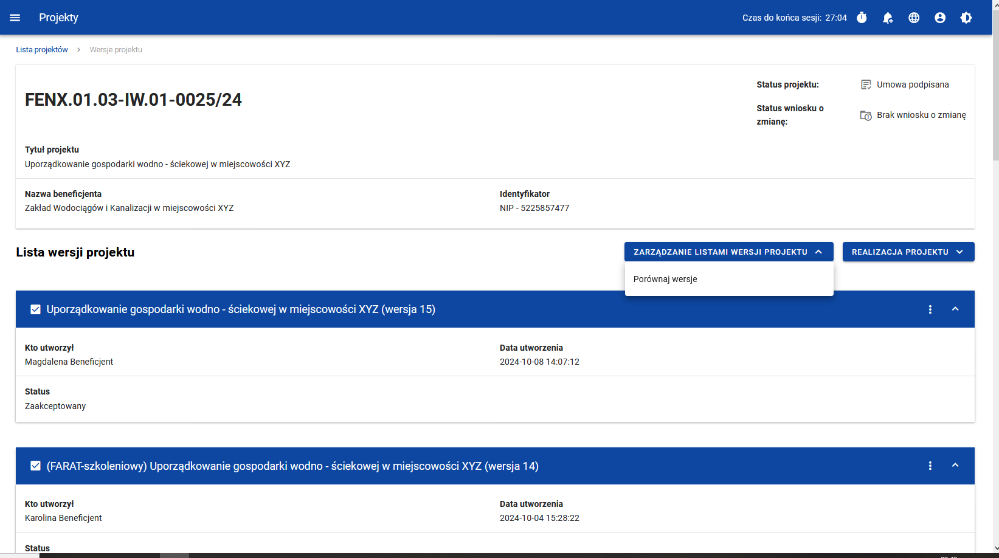 Projekty
Czas do końca sesji: 27:04
Lista projektów > Wersje projektu
FENX.01.03-IW.01-0025/24
Status projektu:
Umowa podpisana
Status wniosku o
zmianę:
Brak wniosku o zmianę
Tytuł projektu
Uporządkowanie gospodarki wodno - ściekowej w miejscowości XYZ
Nazwa beneficjenta
Zakład Wodociągów i Kanalizacji w miejscowości XYZ
Identyfikator
NIP - 5225857477
Lista wersji projektu
ZARZĄDZANIE LISTAMI WERSJI PROJEKTU
REALIZACJA PROJEKTU
Porównaj wersje
Uporządkowanie gospodarki wodno - ściekowej w miejscowości XYZ (wersja 15)
Kto utworzył
Magdalena Beneficjent
Data utworzenia
2024-10-08 14:07:12
Status
Zaakceptowany
(FARAT-szkoleniowy) Uporządkowanie gospodarki wodno - ściekowej w miejscowości XYZ (wersja 14)
Kto utworzył
Karolina Beneficjent
Data utworzenia
2024-10-04 15:28:22
Status